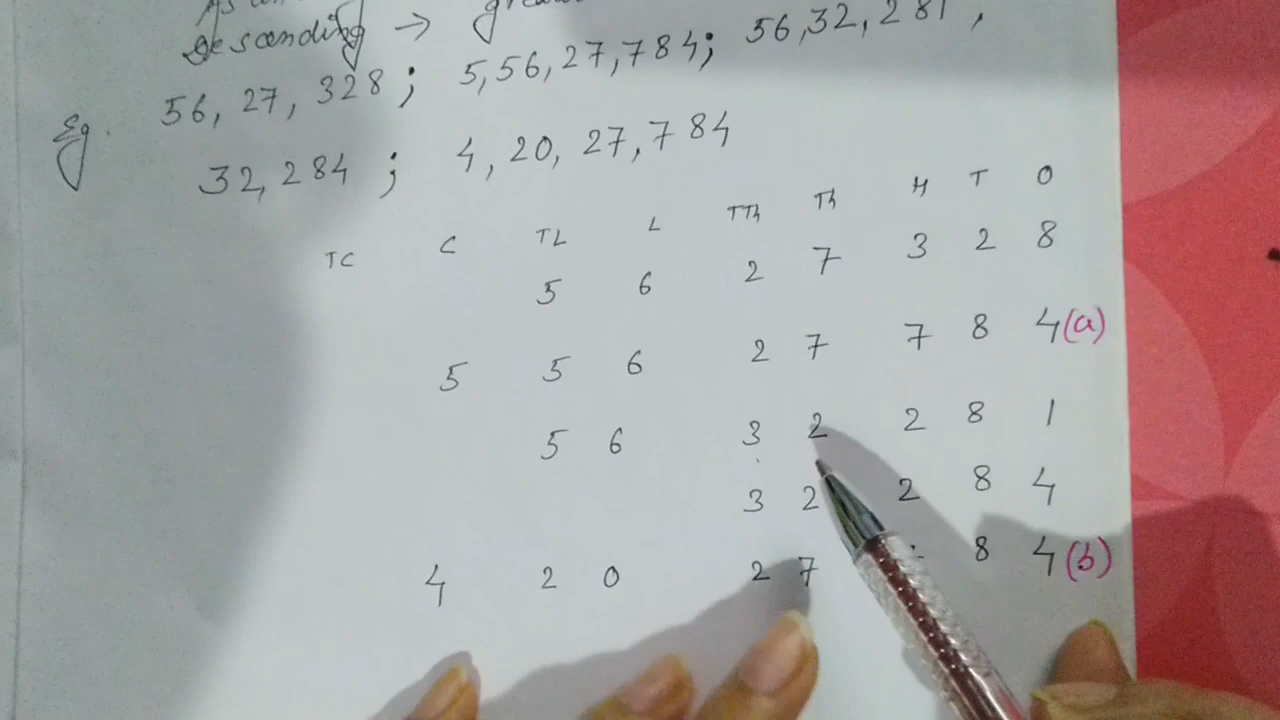 Descending → 
56, 27, 328 ; 5,56,27,784; 56,32,281,
Eg.
32,284 ; 4,20,27,784
TC C TL L TTh Th H T O
5 6 2 7 3 2 8
5 5 6 2 7 7 8 4 (a)
5 6 3 2 2 8 1
3 2 2 8 4
4 2 0 2 7 8 4 (b)